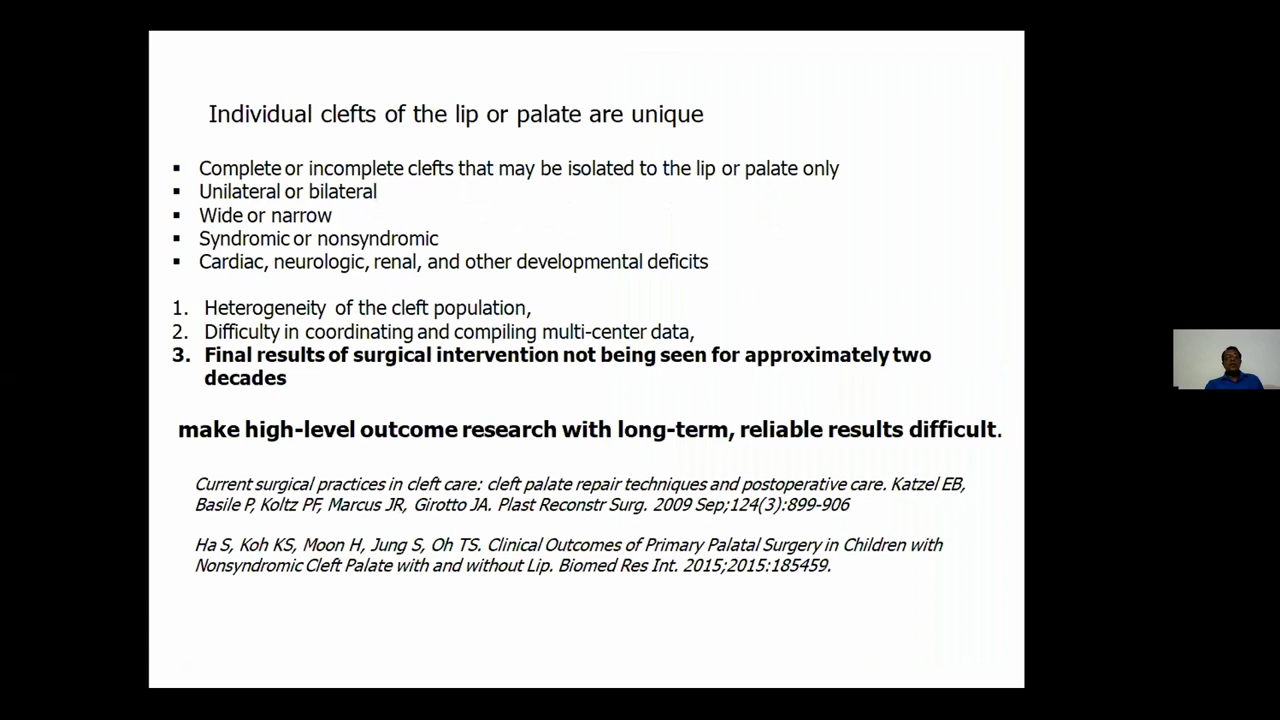 Individual clefts of the lip or palate are unique
▪ Complete or incomplete clefts that may be isolated to the lip or palate only
▪ Unilateral or bilateral
▪ Wide or narrow
▪ Syndromic or nonsyndromic
▪ Cardiac, neurologic, renal, and other developmental deficits
1. Heterogeneity of the cleft population,
2. Difficulty in coordinating and compiling multi-center data,
3. Final results of surgical intervention not being seen for approximately two
decades
make high-level outcome research with long-term, reliable results difficult.
Current surgical practices in cleft care: cleft palate repair techniques and postoperative care. Katzel EB,
Basile P, Koltz PF, Marcus JR, Girotto JA. Plast Reconstr Surg. 2009 Sep;124(3):899-906
Ha S, Koh KS, Moon H, Jung S, Oh TS. Clinical Outcomes of Primary Palatal Surgery in Children with
Nonsyndromic Cleft Palate with and without Lip. Biomed Res Int. 2015;2015:185459.